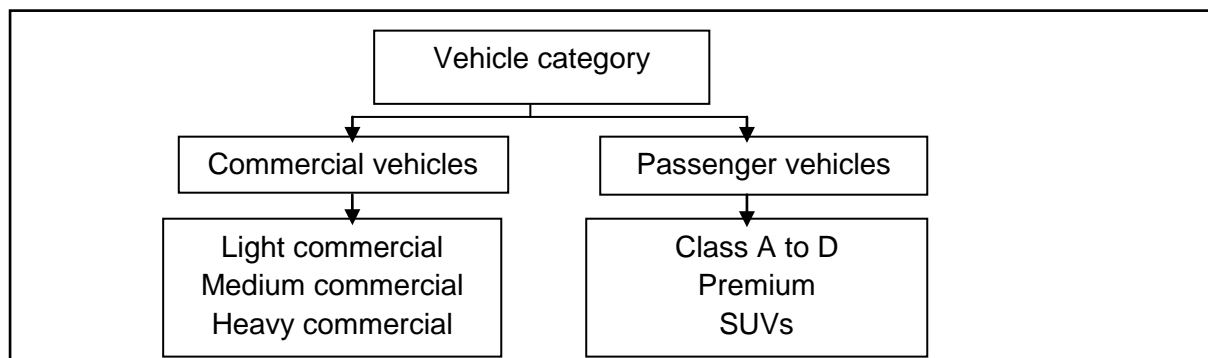 Vehicle category
Commercial vehicles
Passenger vehicles
Light commercial
Medium commercial
Heavy commercial
Class A to D
Premium
SUVs